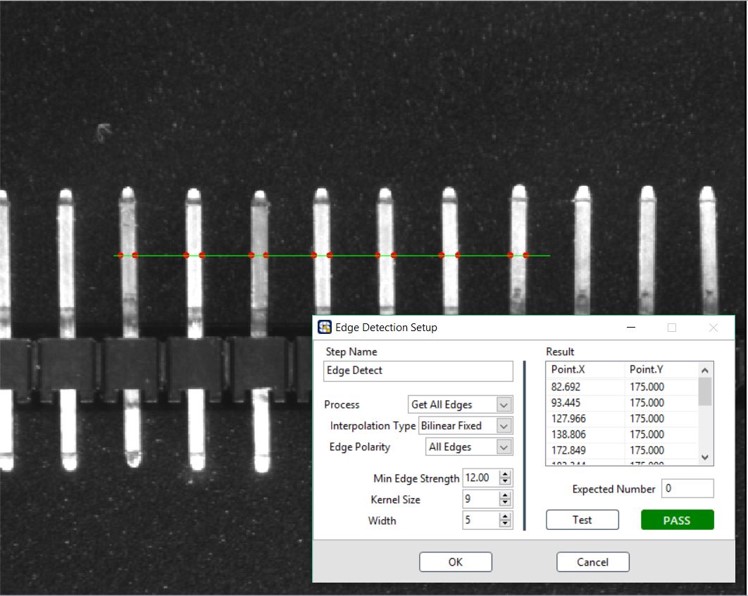 Edge Detection Setup
Step Name
Edge Detect
Process Get All Edges
Interpolation Type Bilinear Fixed
Edge Polarity All Edges
Min Edge Strength 12.00
Kernel Size 9
Width 5
Result
Point.X Point.Y
82.692 175.000
93.445 175.000
127.966 175.000
138.806 175.000
172.849 175.000
Expected Number 0
Test PASS
OK Cancel